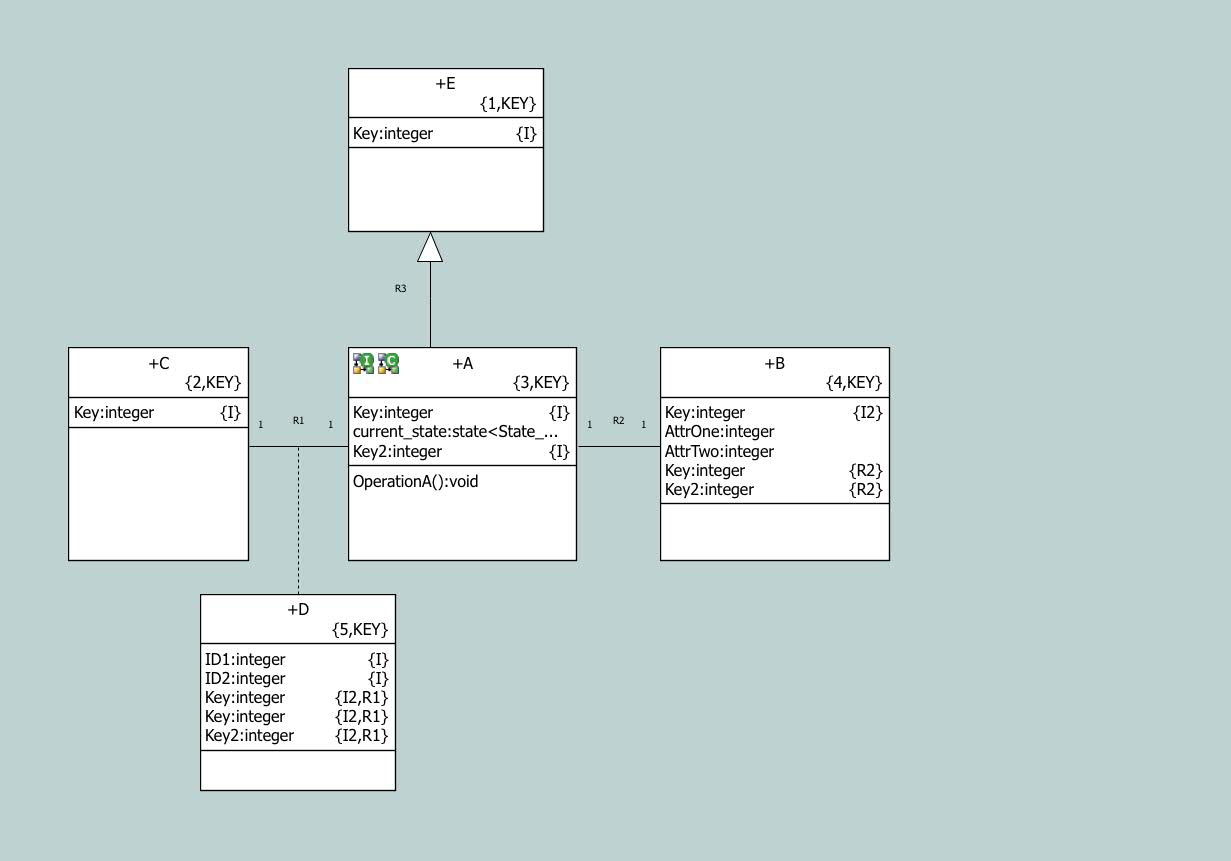 +E
{1,KEY}
Key:integer {I}
R3
+C
{2,KEY}
Key:integer {I}
1 R1 1
I C +A
{3,KEY}
Key:integer {I}
current_state:state<State_...
Key2:integer {I}
OperationA():void
1 R2 1
+B
{4,KEY}
Key:integer {I2}
AttrOne:integer
AttrTwo:integer
Key:integer {R2}
Key2:integer {R2}
+D
{5,KEY}
ID1:integer {I}
ID2:integer {I}
Key:integer {I2,R1}
Key:integer {I2,R1}
Key2:integer {I2,R1}